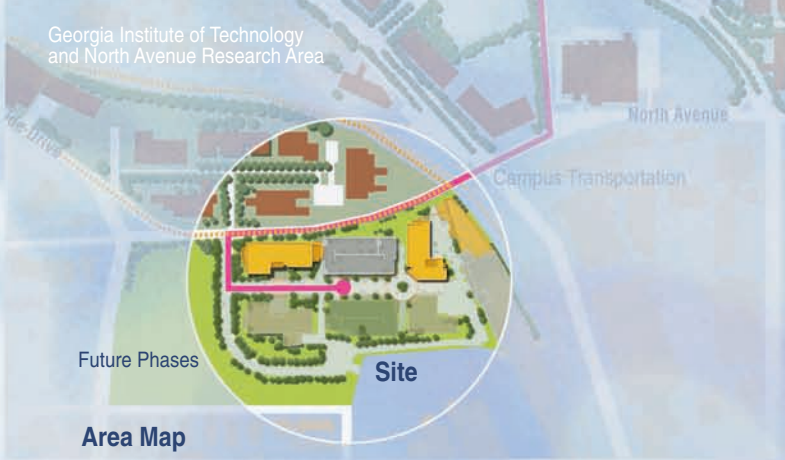 Georgia Institute of Technology
and North Avenue Research Area
North Avenue
Campus Transportation
Future Phases
Site
Area Map